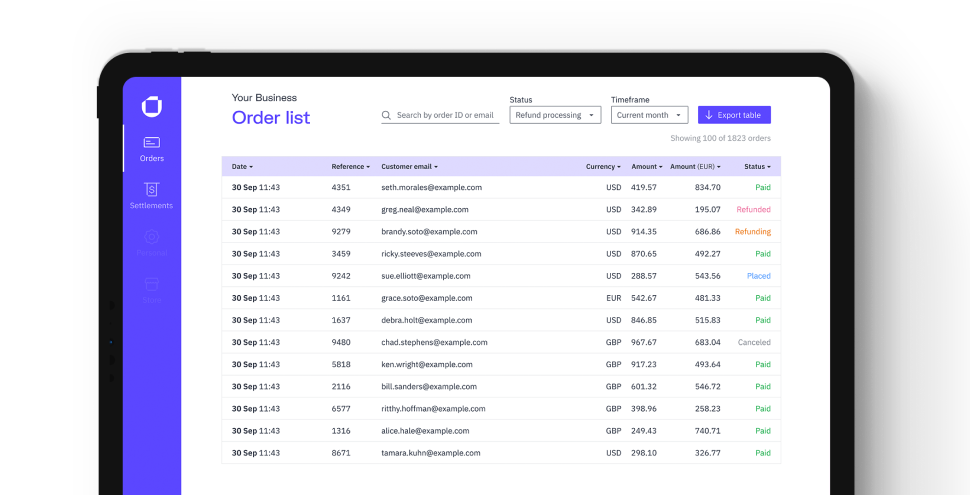 Your Business
Order list
Search by order ID or email
Status
Refund processing
Timeframe
Current month
Export table
Showing 100 of 1823 orders
Orders
Settlements
Date Reference Customer email Currency Amount Amount (EUR) Status
30 Sep 11:43 4351 seth.morales@example.com USD 419.57 834.70 Paid
30 Sep 11:43 4349 greg.neal@example.com USD 342.89 195.07 Refunded
30 Sep 11:43 9279 brandy.soto@example.com USD 914.35 686.86 Refunding
30 Sep 11:43 3459 ricky.steeves@example.com USD 870.65 492.27 Paid
30 Sep 11:43 9242 sue.elliott@example.com USD 288.57 543.56 Placed
30 Sep 11:43 1161 grace.soto@example.com EUR 542.67 481.33 Paid
30 Sep 11:43 1637 debra.holt@example.com USD 846.85 515.83 Paid
30 Sep 11:43 9480 chad.stephens@example.com GBP 967.67 683.04 Canceled
30 Sep 11:43 5818 ken.wright@example.com GBP 917.23 493.64 Paid
30 Sep 11:43 2116 bill.sanders@example.com GBP 601.32 546.72 Paid
30 Sep 11:43 6577 ritthy.hoffman@example.com GBP 398.96 258.23 Paid
30 Sep 11:43 1316 alice.hale@example.com GBP 249.43 740.71 Paid
30 Sep 11:43 8671 tamara.kuhn@example.com USD 298.10 326.77 Paid